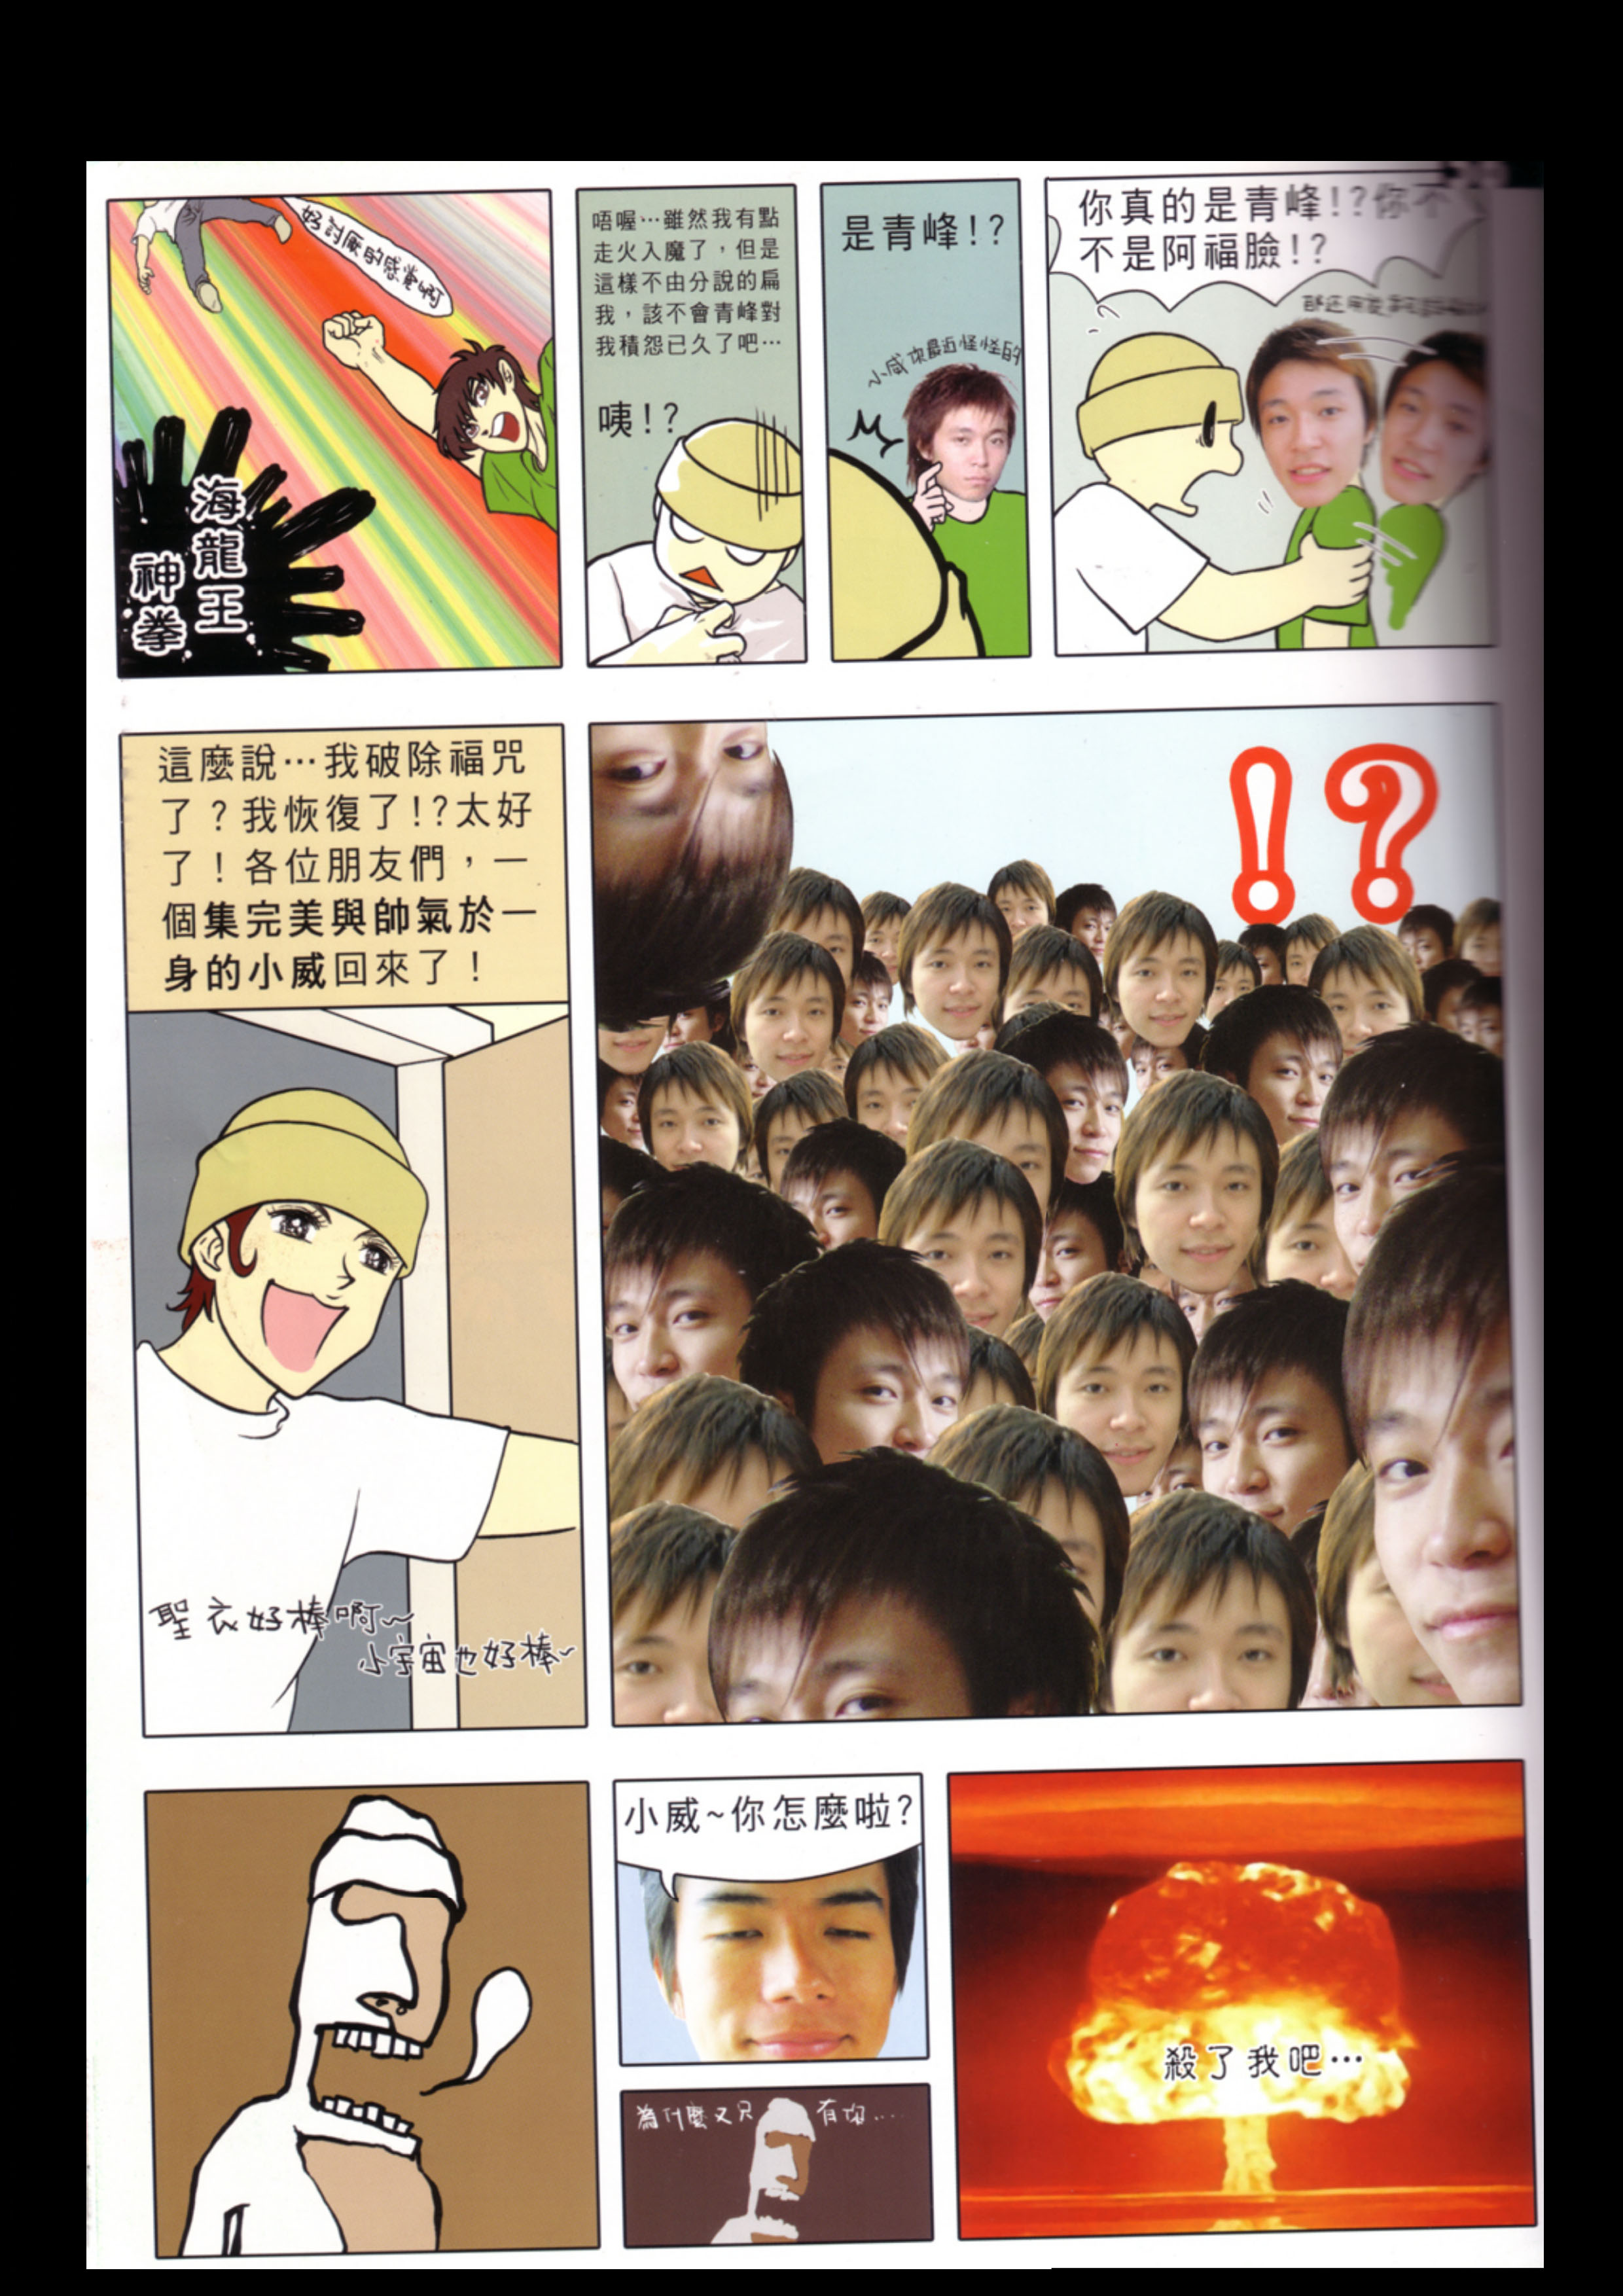 好討厭的感覺啊
海龍王
神拳
唔喔…雖然我有點
走火入魔了，但是
這樣不由分說的扁
我，該不會青峰對
我積怨已久了吧…
咦!?
是青峰!?
小威欸最近怪怪的
你真的是青峰!?你不
不是阿福臉!?
這麼說…我破除福咒
了？我恢復了!?太好
了！各位朋友們，一
個集完美與帥氣於一
身的小威回來了！
聖衣好棒啊~
小宇宙也好棒~
!?
小威~你怎麼啦?
為什麼又只有你....
殺了我吧…